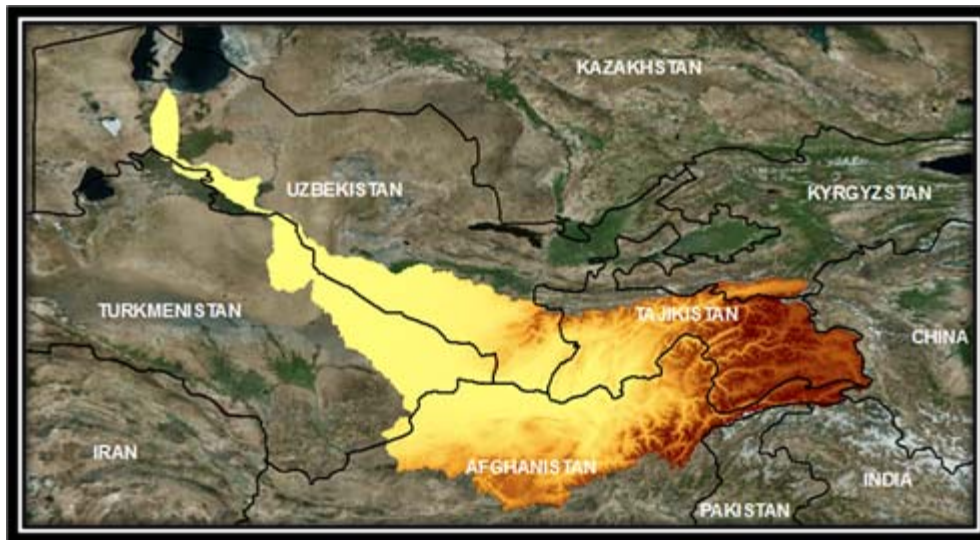 KAZAKHSTAN
UZBEKISTAN
KYRGYZSTAN
TURKMENISTAN
TAJIKISTAN
CHINA
IRAN
AFGHANISTAN
INDIA
PAKISTAN